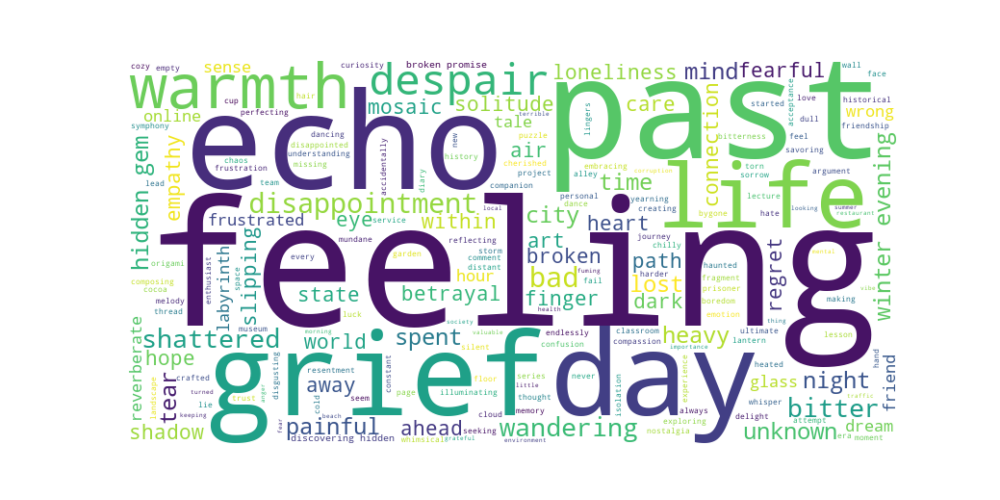 cozy empty sense curiosity broken promise wall face
warmth despair loneliness mind fearful past
online cup hair mosaic solitude care started love historical
perfecting terrible tale lingers acceptance dull wrong
symphony echo dancing new air puzzle connection bitterness feel friendship
chaos disappointed understanding accidentally history missing cherished embracing savoring
frustration team lead empathy hidden gem diary companion project alley time torn sorrow argument
personal yearning lecture life looking summer restaurant
disappointment within city dance creating bygone hate
frustrated eye service local heart journey evening winter
feeling mundane reflecting art broken chilly path regret
every storm comment distant garden haunted mental
origami enthusiast space labyrinth slipping hour bad fuming harder fragment
composing cocoa state betrayal fail finger lost prisoner boredom vibe making
melody thread luck health dark emotion thing
museum morning society endlessly classroom ultimate lesson
shattered world spent valuable confusion compassion heavy lantern
reverberate hope grief silent day importance heated traffic
crafted disgusting resentment floor series never isolation experience glass hand
landscape turned tear away cold seem constant page illuminating little thought night friend
keeping lie trust anger beach memory always whisper delight bitter
shadow fear painful ahead seeking cloud wandering exploring attempt dream
discovering hidden whimsical grateful environment nostalgia unknown era moment